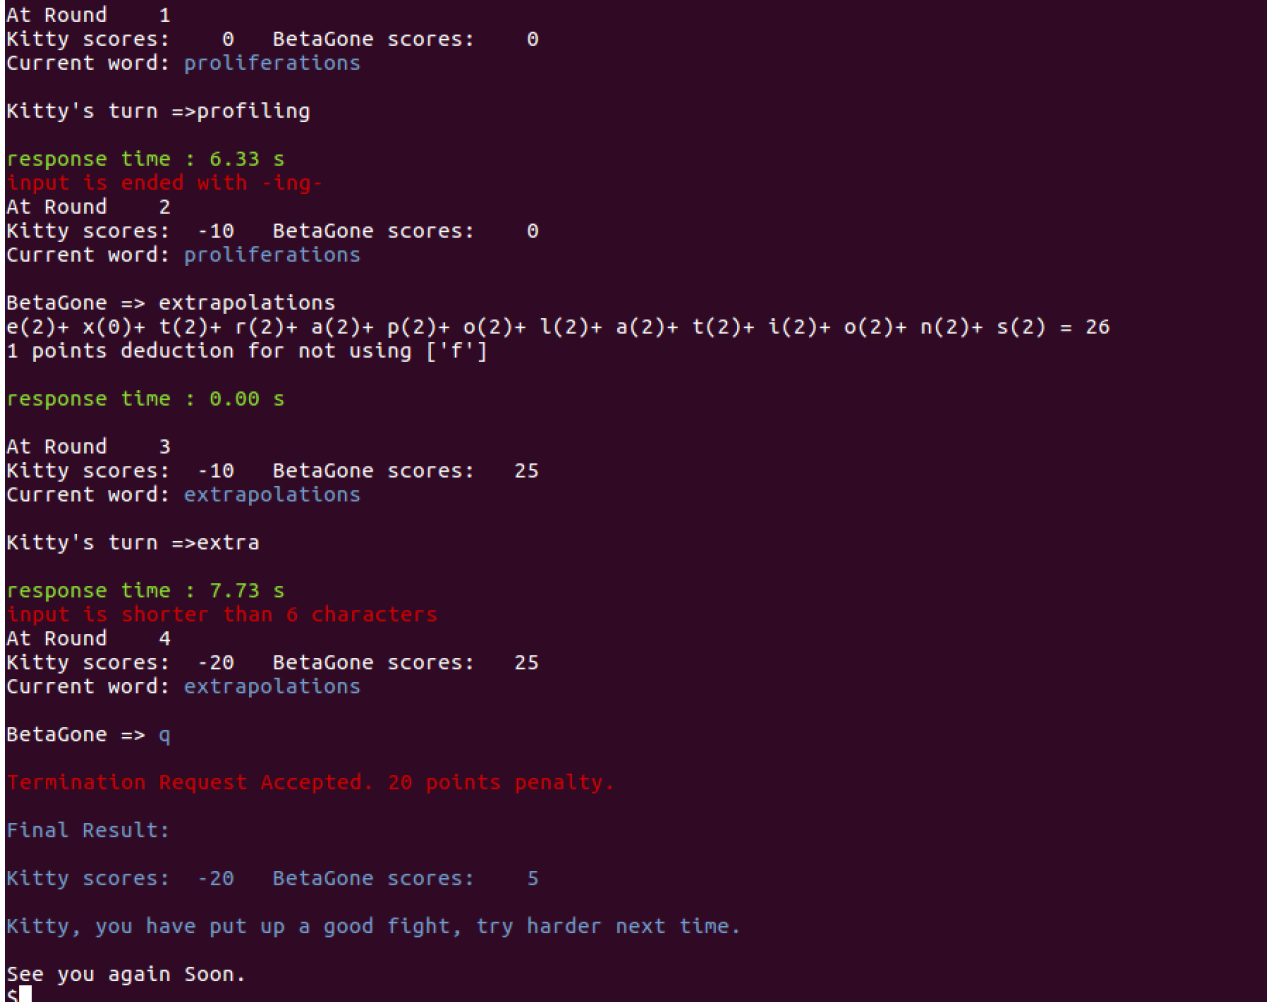 At Round    1
Kitty scores:    0   BetaGone scores:    0
Current word: proliferations
Kitty's turn =>profiling
response time : 6.33 s
input is ended with -ing-
At Round    2
Kitty scores:  -10   BetaGone scores:    0
Current word: proliferations
BetaGone => extrapolations
e(2)+ x(0)+ t(2)+ r(2)+ a(2)+ p(2)+ o(2)+ l(2)+ a(2)+ t(2)+ i(2)+ o(2)+ n(2)+ s(2) = 26
1 points deduction for not using ['f']
response time : 0.00 s
At Round    3
Kitty scores:  -10   BetaGone scores:   25
Current word: extrapolations
Kitty's turn =>extra
response time : 7.73 s
input is shorter than 6 characters
At Round    4
Kitty scores:  -20   BetaGone scores:   25
Current word: extrapolations
BetaGone => q
Termination Request Accepted. 20 points penalty.
Final Result:
Kitty scores:  -20   BetaGone scores:    5
Kitty, you have put up a good fight, try harder next time.
See you again Soon.
$